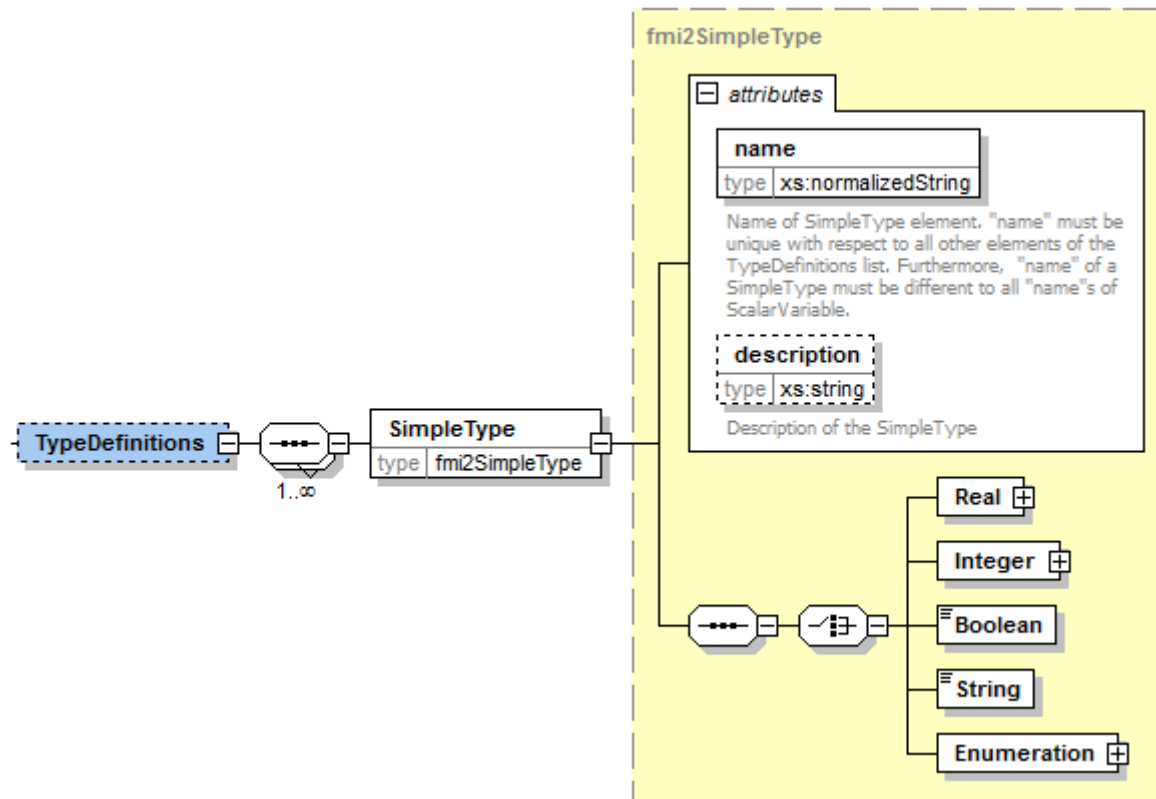 fmi2SimpleType
attributes
name
type xs:normalizedString
Name of SimpleType element. "name" must be
unique with respect to all other elements of the
TypeDefinitions list. Furthermore,  "name" of a
SimpleType must be different to all "name"s of
ScalarVariable.
description
type xs:string
Description of the SimpleType
TypeDefinitions
1..∞
SimpleType
type fmi2SimpleType
Real
Integer
Boolean
String
Enumeration